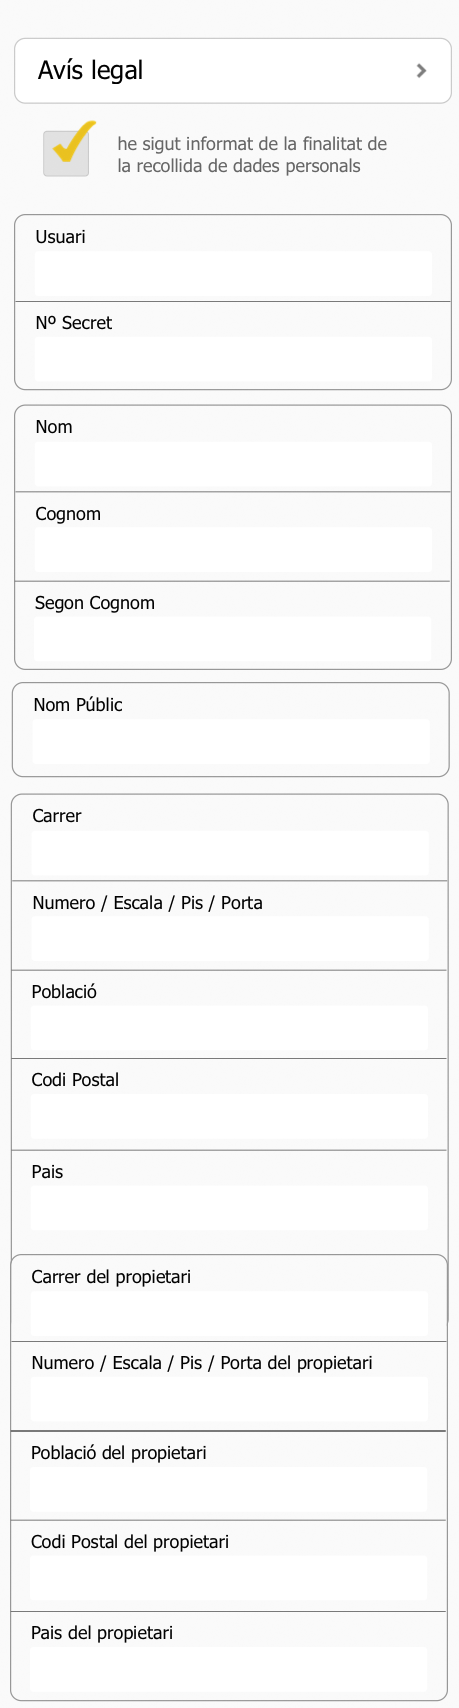 Avís legal
he sigut informat de la finalitat de
la recollida de dades personals
Usuari
Nº Secret
Nom
Cognom
Segon Cognom
Nom Públic
Carrer
Numero / Escala / Pis / Porta
Població
Codi Postal
Pais
Carrer del propietari
Numero / Escala / Pis / Porta del propietari
Població del propietari
Codi Postal del propietari
Pais del propietari